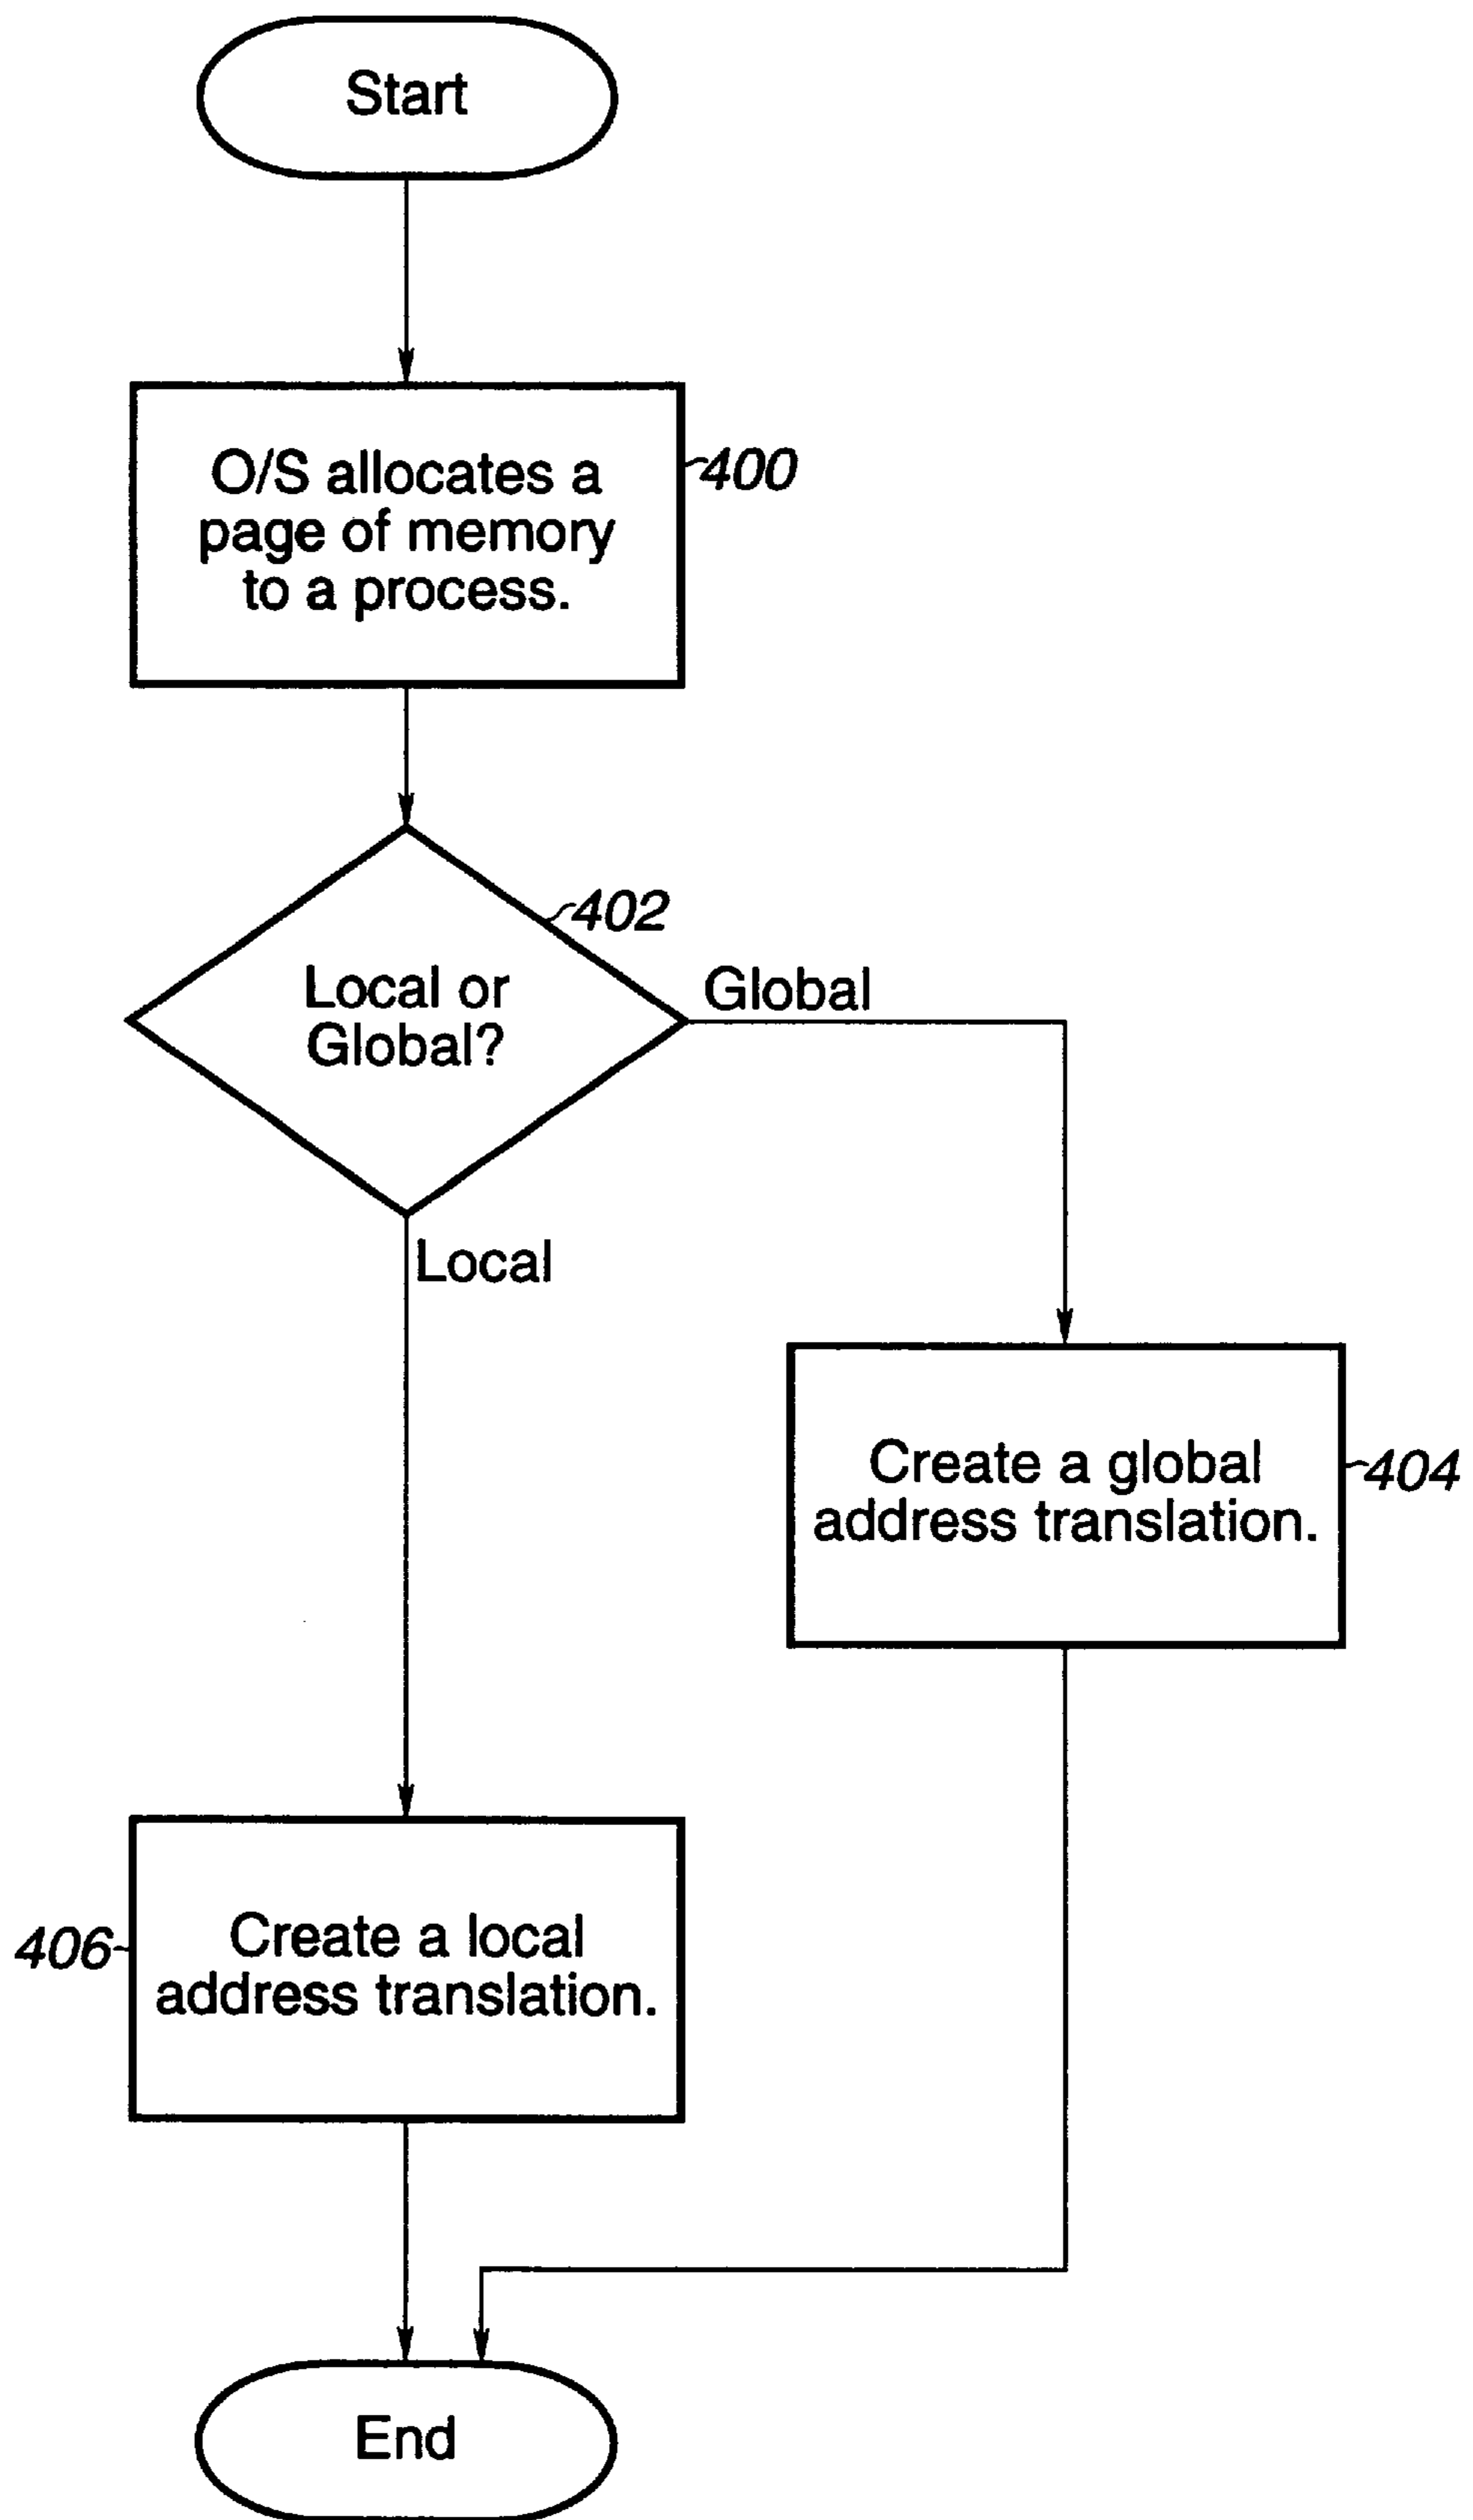 Start
O/S allocates a
page of memory
to a process.
400
402
Local or
Global?
Global
Local
Create a global
address translation.
404
406
Create a local
address translation.
End